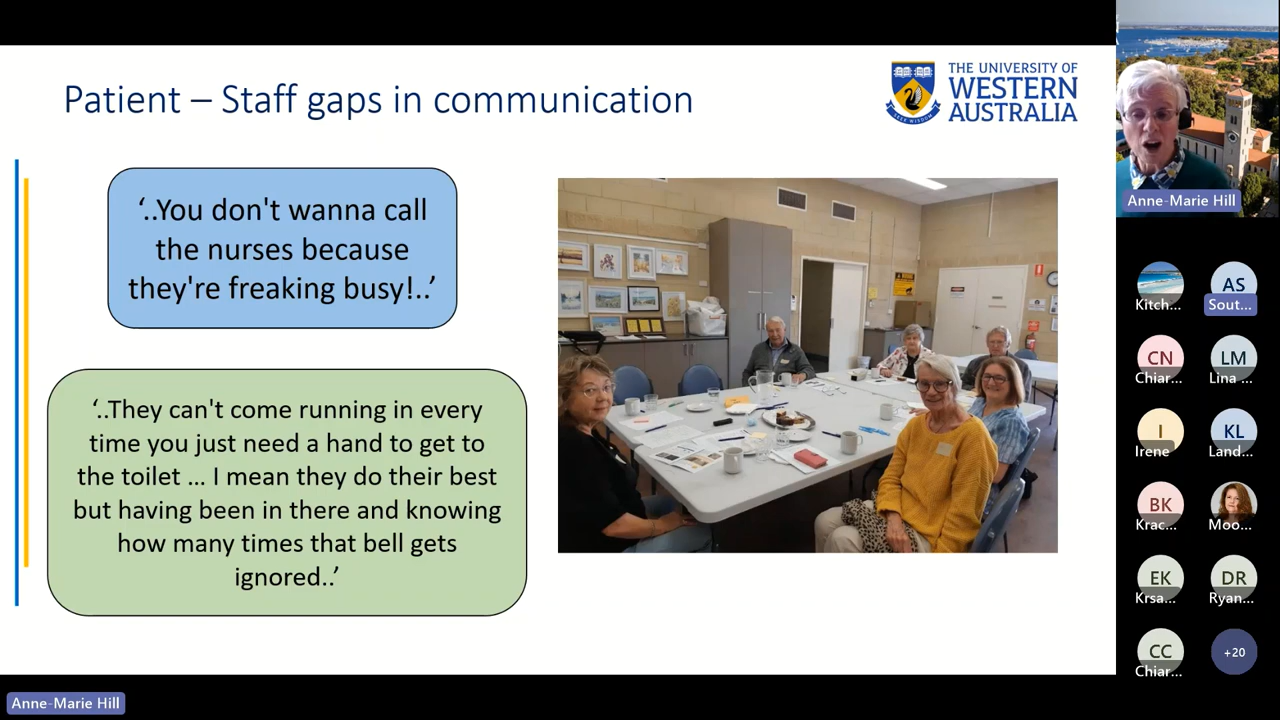 Patient – Staff gaps in communication
THE UNIVERSITY OF
WESTERN
AUSTRALIA
‘..You don't wanna call
the nurses because
they're freaking busy!..’
‘..They can't come running in every
time you just need a hand to get to
the toilet … I mean they do their best
but having been in there and knowing
how many times that bell gets
ignored..’
Anne-Marie Hill
Kitch...
AS
Sout...
CN
Chiar...
LM
Lina ...
I
Irene
KL
Land...
BK
Krac...
Moo...
EK
Krsa...
DR
Ryan...
CC
Chiar...
+20
Anne-Marie Hill